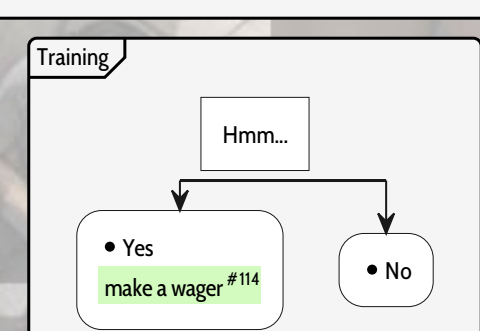 Training
Hmm...
• Yes
make a wager #114
• No